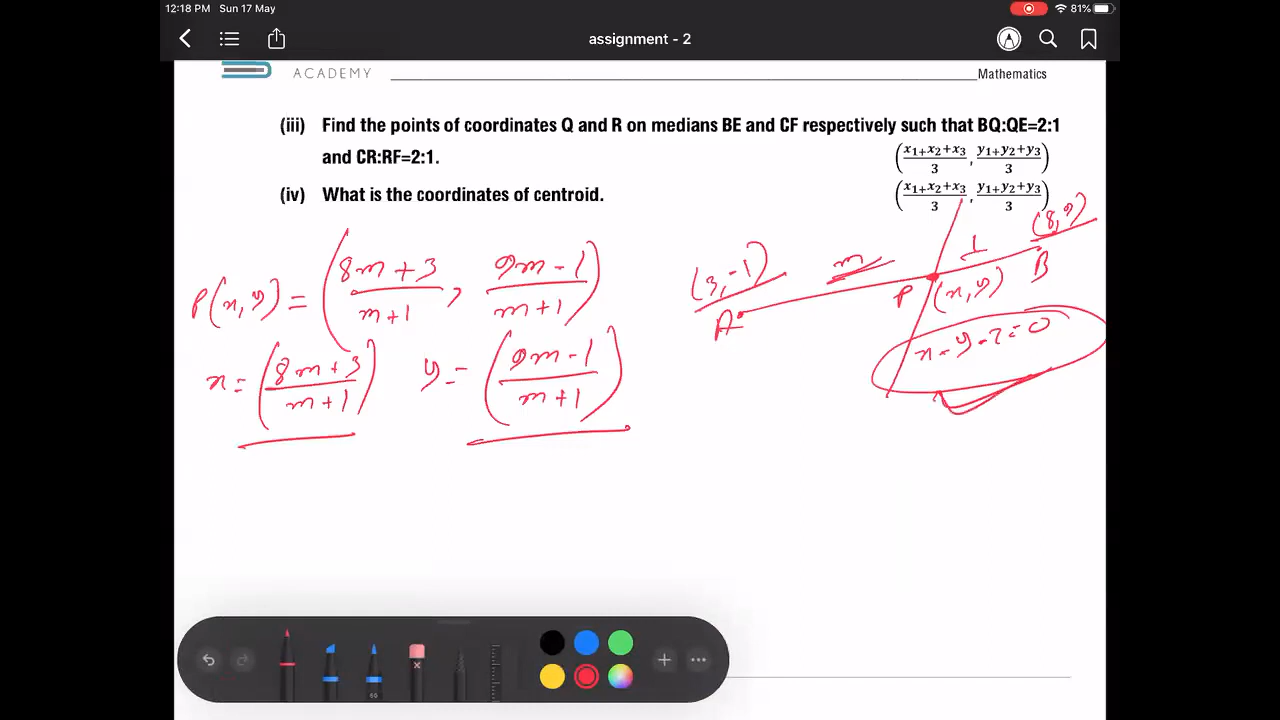 12:18 PM Sun 17 May
81%
assignment - 2
ACADEMY
Mathematics
(iii) Find the points of coordinates Q and R on medians BE and CF respectively such that BQ:QE=2:1
and CR:RF=2:1.
(x₁+x₂+x₃/3, y₁+y₂+y₃/3)
(iv) What is the coordinates of centroid.
(x₁+x₂+x₃/3, y₁+y₂+y₃/3)
P(x, y) = (8m+3/m+1, 9m-1/m+1)
x = (8m+3/m+1) y = (9m-1/m+1)
(3, -1)
m
1
(8, 9)
A
P
(x, y)
B
x - y - 2 = 0